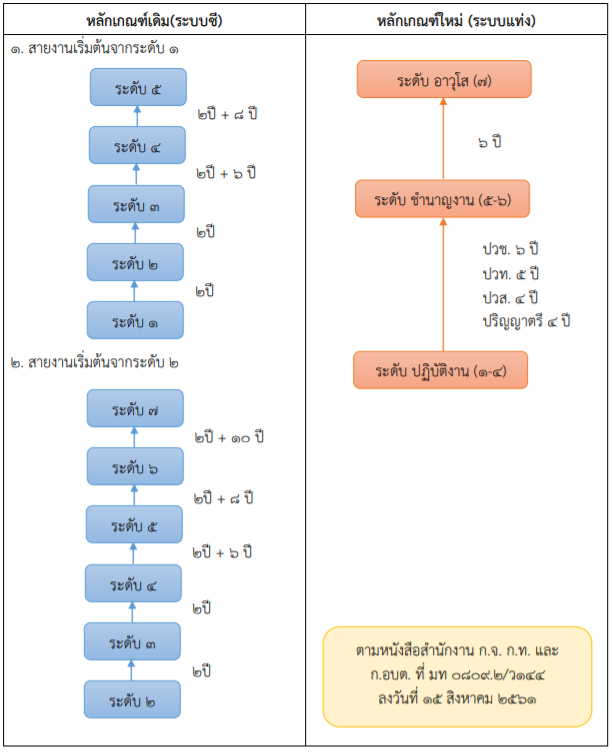 หลักเกณฑ์เดิม(ระบบซี)
๑. สายงานเริ่มต้นจากระดับ ๑
ระดับ ๕
๒ปี + ๘ ปี
ระดับ ๔
๒ปี + ๖ ปี
ระดับ ๓
๒ปี
ระดับ ๒
๒ปี
ระดับ ๑
๒. สายงานเริ่มต้นจากระดับ ๒
ระดับ ๗
๒ปี + ๑๐ ปี
ระดับ ๖
๒ปี + ๘ ปี
ระดับ ๕
๒ปี + ๖ ปี
ระดับ ๔
๒ปี
ระดับ ๓
๒ปี
ระดับ ๒
หลักเกณฑ์ใหม่ (ระบบแท่ง)
ระดับ อาวุโส (๗)
๖ ปี
ระดับ ชำนาญงาน (๕-๖)
ปวช. ๖ ปี
ปวท. ๕ ปี
ปวส. ๔ ปี
ปริญญาตรี ๔ ปี
ระดับ ปฏิบัติงาน (๑-๔)
ตามหนังสือสำนักงาน ก.จ. ก.ท. และ
ก.อบต. ที่ มท ๐๘๐๙.๒/ว๑๔๔
ลงวันที่ ๑๕ สิงหาคม ๒๕๖๑